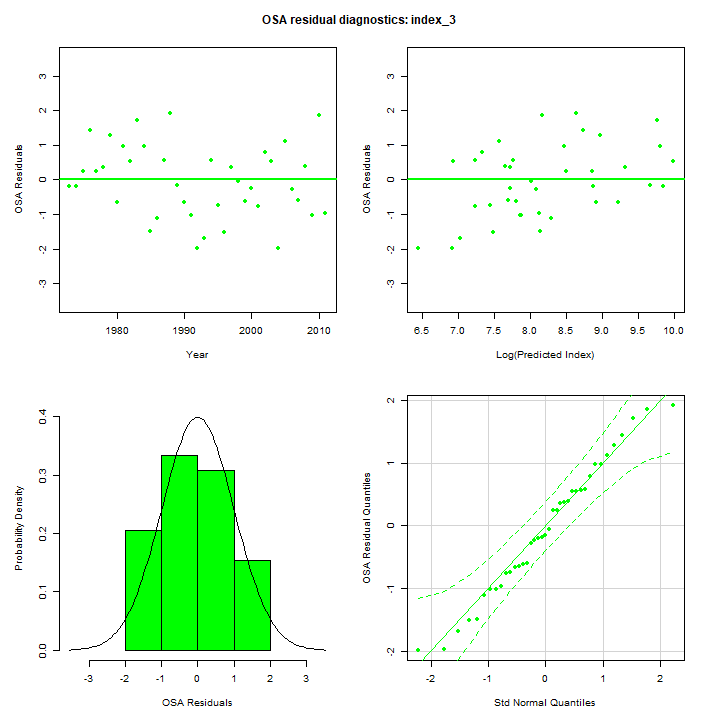 OSA residual diagnostics: index_3
OSA Residuals
3
2
1
0
-1
-2
-3
1980 1990 2000 2010
Year
OSA Residuals
3
2
1
0
-1
-2
-3
6.5 7.0 7.5 8.0 8.5 9.0 9.5 10.0
Log(Predicted Index)
Probability Density
0.4
0.3
0.2
0.1
0.0
-3 -2 -1 0 1 2 3
OSA Residuals
OSA Residual Quantiles
2
1
0
-1
-2
-2 -1 0 1 2
Std Normal Quantiles